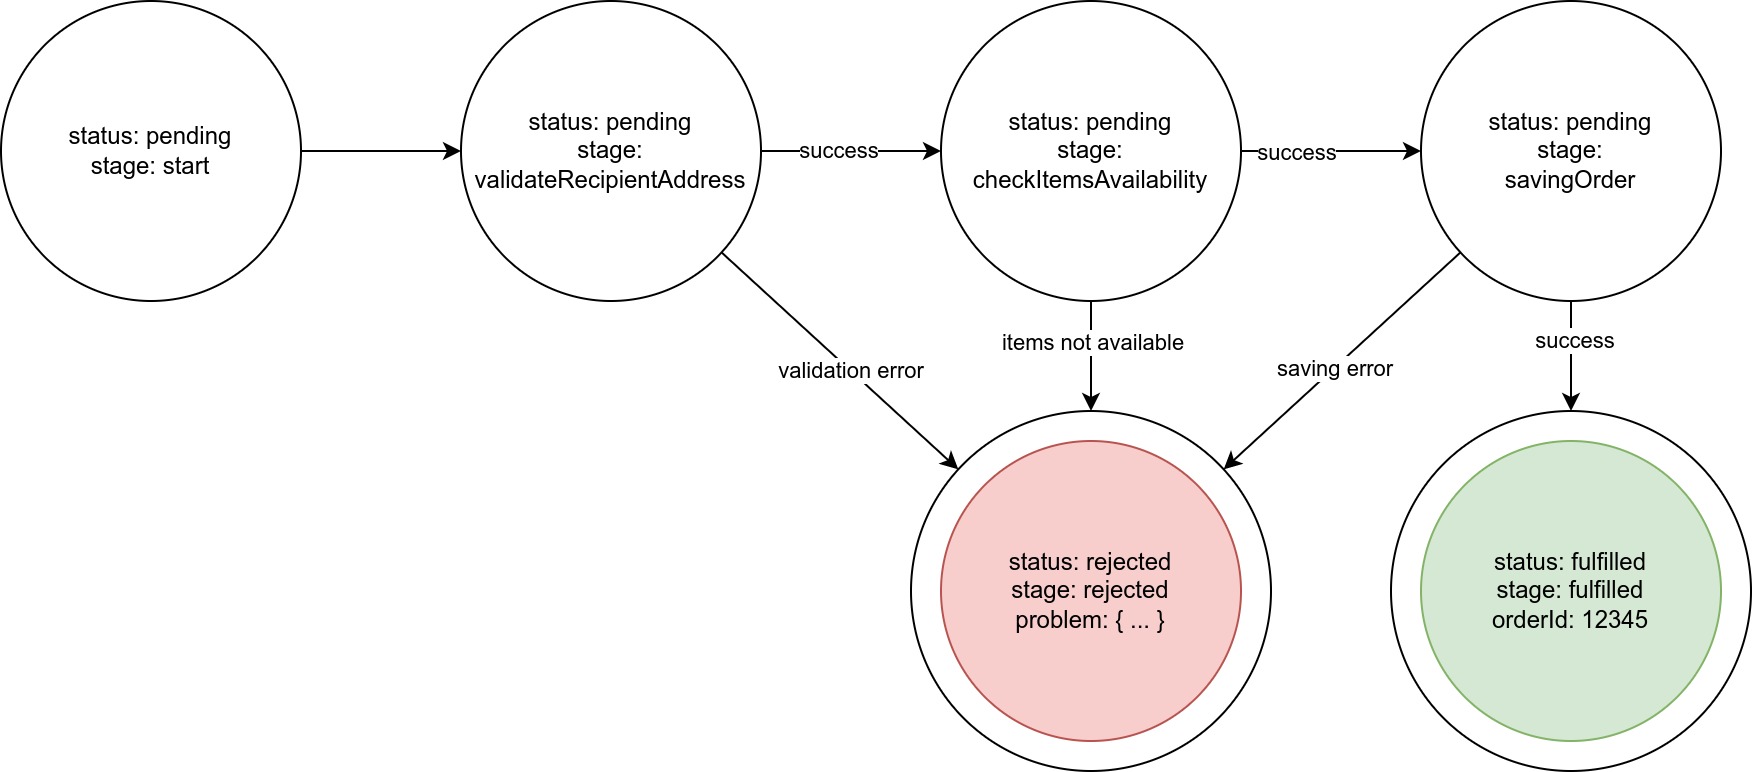 status: pending
stage: start
status: pending
stage:
validateRecipientAddress
success
status: pending
stage:
checkItemsAvailability
success
status: pending
stage:
savingOrder
validation error
items not available
saving error
success
status: rejected
stage: rejected
problem: { ... }
status: fulfilled
stage: fulfilled
orderId: 12345